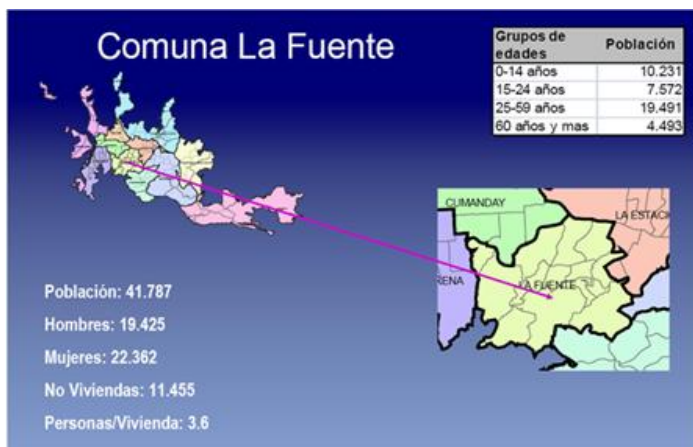 Comuna La Fuente
Grupos de edades Población
0-14 años 10.231
15-24 años 7.572
25-59 años 19.491
60 años y mas 4.493
CUMANDAY
LA ESTACI
RENA
LA FUENTE
Población: 41.787
Hombres: 19.425
Mujeres: 22.362
No Viviendas: 11.455
Personas/Vivienda: 3.6